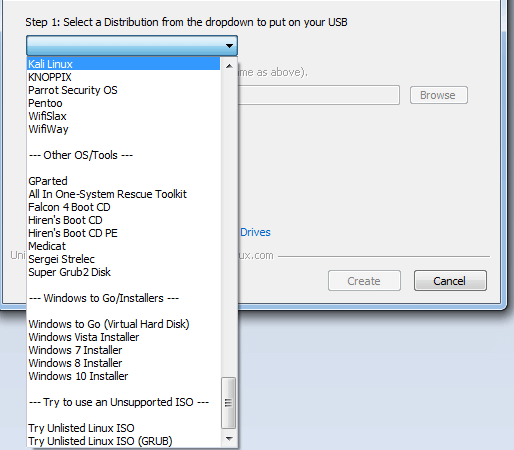 Step 1: Select a Distribution from the dropdown to put on your USB
Kali Linux
me as above).
KNOPPIX
Parrot Security OS
Browse
Pentoo
WifiSlax
WifiWay
--- Other OS/Tools ---
GParted
All In One-System Rescue Toolkit
Falcon 4 Boot CD
Hiren's Boot CD
Drives
Hiren's Boot CD PE
Medicat
Uni
ux.com
Sergei Strelec
Super Grub2 Disk
Create
Cancel
--- Windows to Go/Installers ---
Windows to Go (Virtual Hard Disk)
Windows Vista Installer
Windows 7 Installer
Windows 8 Installer
Windows 10 Installer
--- Try to use an Unsupported ISO ---
Try Unlisted Linux ISO
Try Unlisted Linux ISO (GRUB)